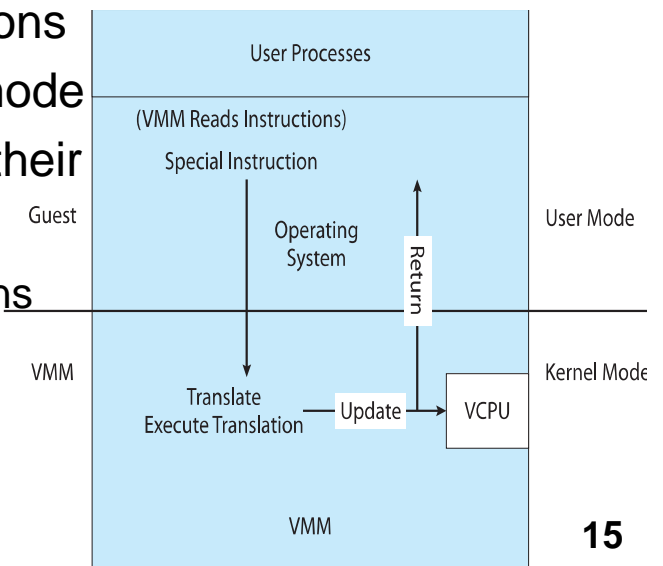 ons
node
their
ns
User Processes
(VMM Reads Instructions)
Special Instruction
Guest
Operating
System
User Mode
Return
VMM
Kernel Mode
Translate
Execute Translation
Update
VCPU
VMM
15